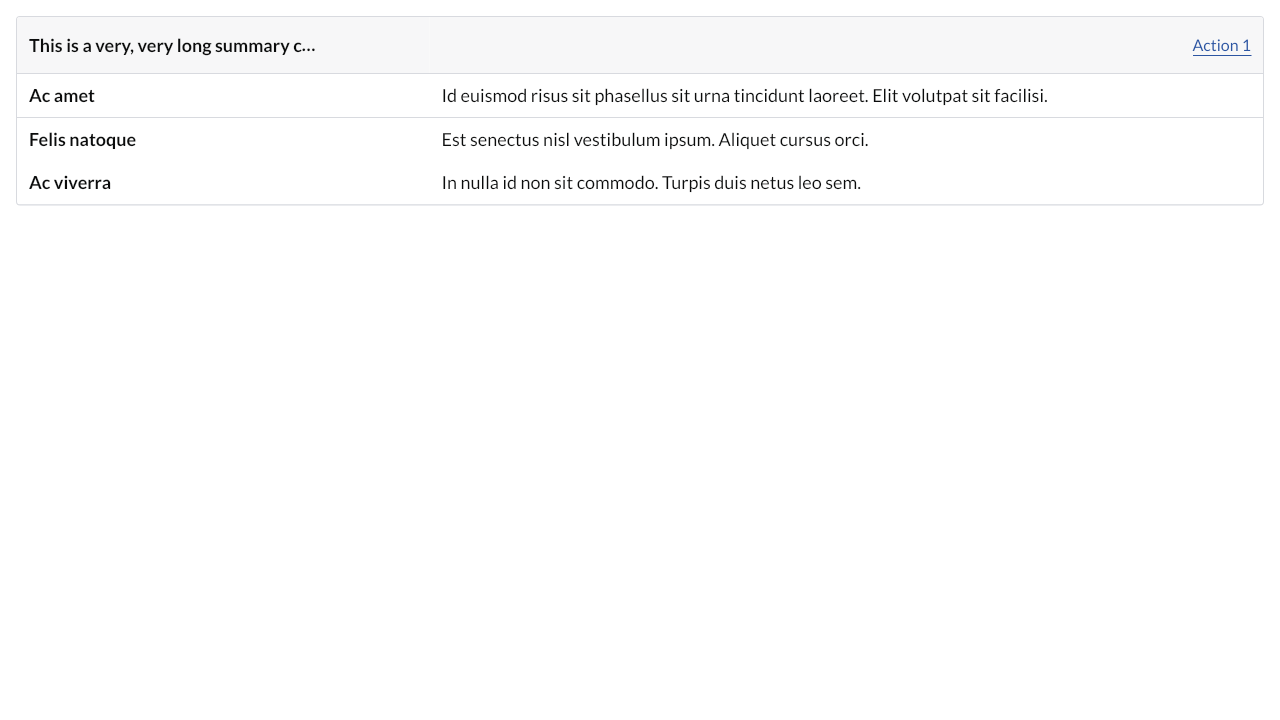 This is a very, very long summary c...
Action 1
Ac amet
Id euismod risus sit phasellus sit urna tincidunt laoreet. Elit volutpat sit facilisi.
Felis natoque
Est senectus nisl vestibulum ipsum. Aliquet cursus orci.
Ac viverra
In nulla id non sit commodo. Turpis duis netus leo sem.